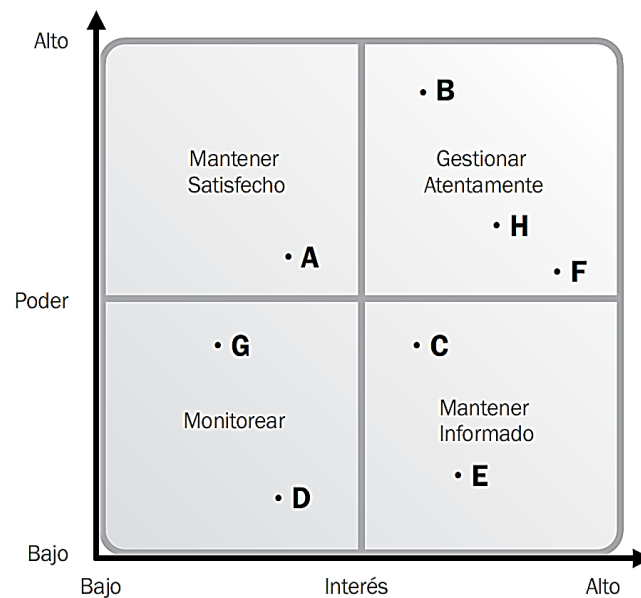 Alto
B
Mantener
Satisfecho
Gestionar
Atentamente
H
A
F
Poder
G
C
Monitorear
Mantener
Informado
E
D
Bajo
Bajo
Interés
Alto